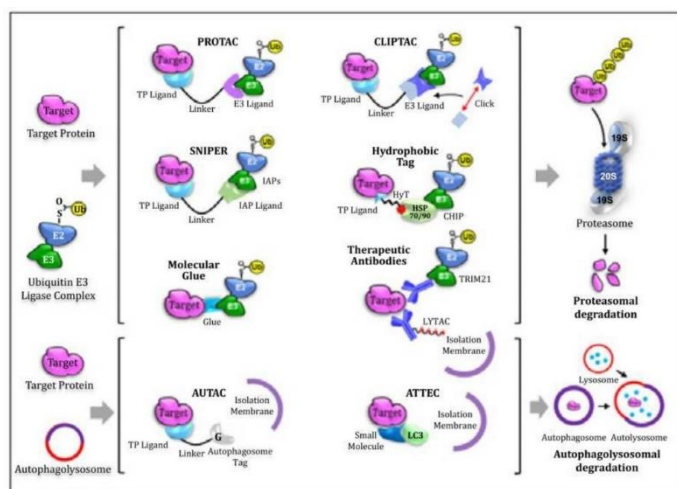 Target
Target Protein
O
S
Ub
E2
E3
Ubiquitin E3
Ligase Complex
PROTAC
Target
TP Ligand
Linker
E2
E3
E3 Ligand
Ub
CLIPTAC
Target
TP Ligand
Linker
E2
E3
E3 Ligand
Ub
Click
SNIPER
Target
TP Ligand
Linker
E2
E3
IAPs
IAP Ligand
Ub
Hydrophobic
Tag
Target
TP Ligand
HyT
HSP
70/90
E2
E3
CHIP
Ub
Molecular
Glue
Target
Glue
E2
E3
Ub
Therapeutic
Antibodies
Target
E2
E3
TRIM21
Ub
LYTAC
Isolation
Membrane
Ub
Ub
Ub
Ub
Target
19S
20S
19S
Proteasome
Proteasomal
degradation
Target
Target Protein
Autophagolysosome
AUTAC
Target
TP Ligand
Linker
G
Autophagosome
Tag
Isolation
Membrane
ATTEC
Target
Small
Molecule
LC3
Isolation
Membrane
Lysosome
Autophagosome
Autolysosome
Autophagolysosomal
degradation